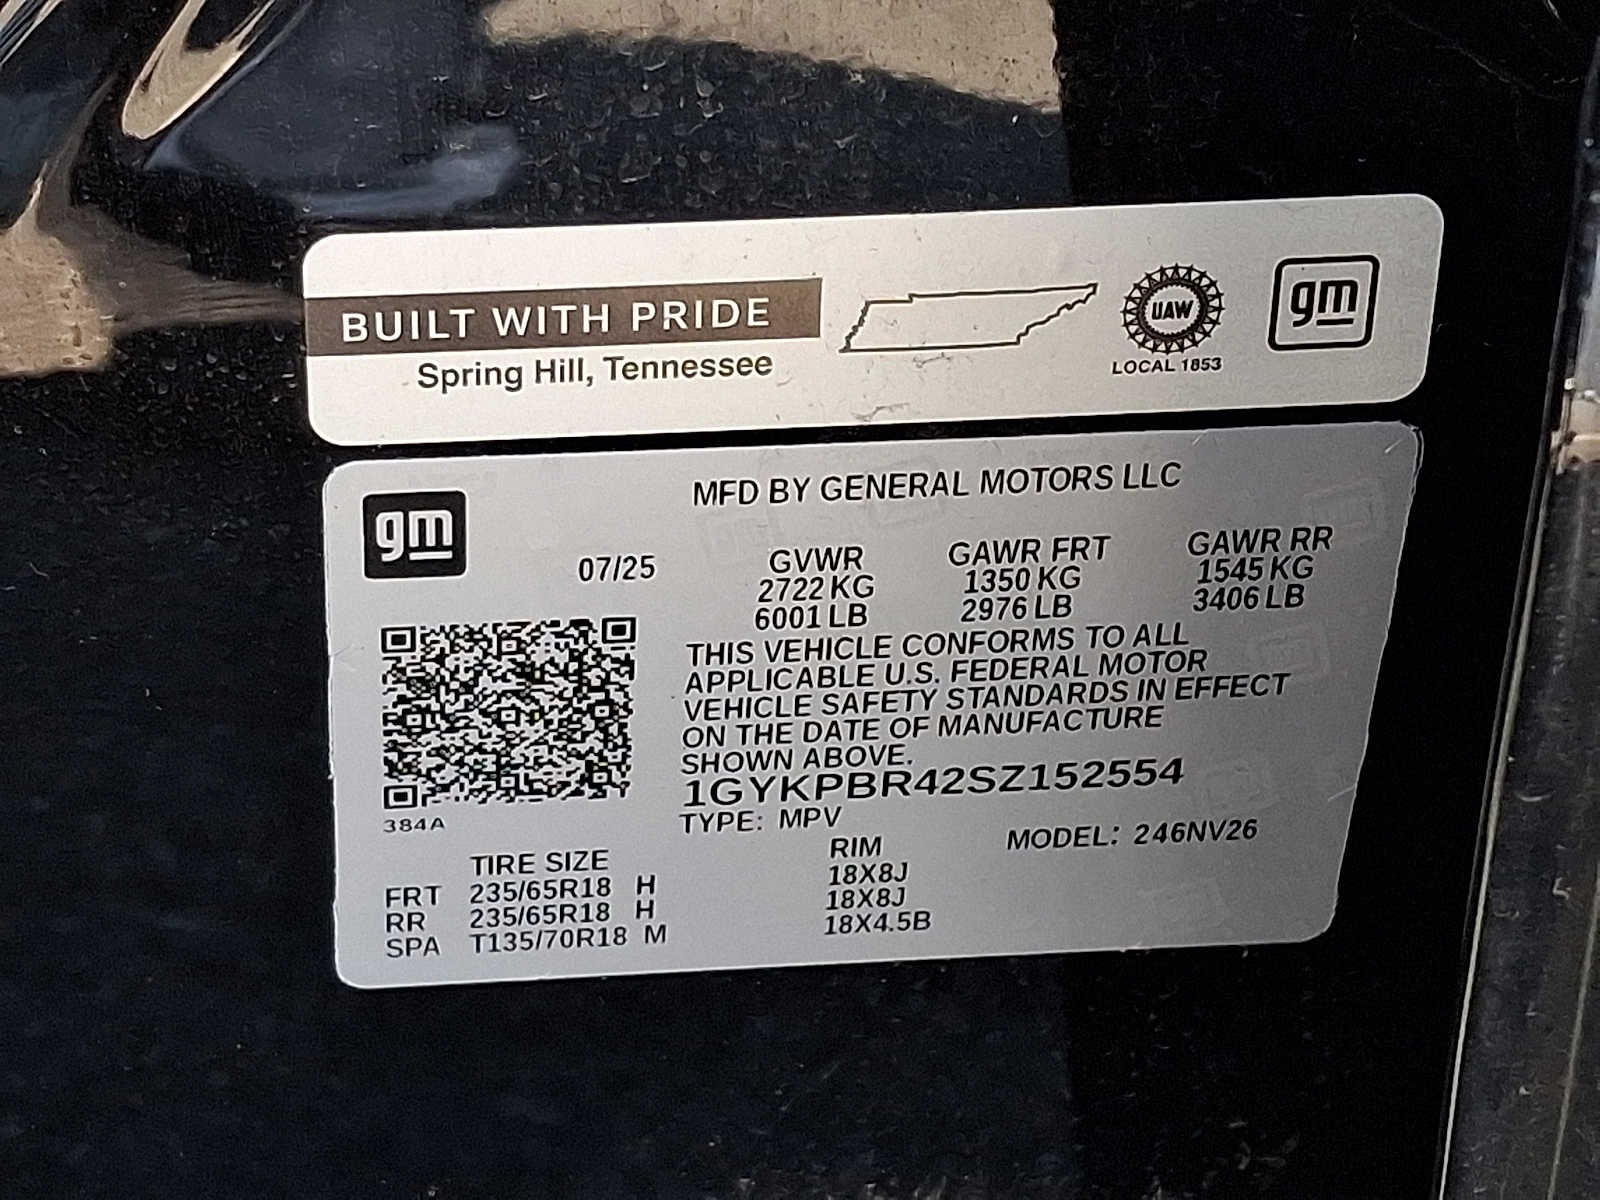 BUILT WITH PRIDE
Spring Hill, Tennessee
UAW
LOCAL 1853
gm
gm
MFD BY GENERAL MOTORS LLC
07/25
GVWR GAWR FRT GAWR RR
2722 KG 1350 KG 1545 KG
6001 LB 2976 LB 3406 LB
THIS VEHICLE CONFORMS TO ALL
APPLICABLE U.S. FEDERAL MOTOR
VEHICLE SAFETY STANDARDS IN EFFECT
ON THE DATE OF MANUFACTURE
SHOWN ABOVE.
1GYKPBR42SZ152554
384A
TYPE: MPV MODEL: 246NV26
TIRE SIZE RIM
FRT 235/65R18 H 18X8J
RR 235/65R18 H 18X8J
SPA T135/70R18 M 18X4.5B